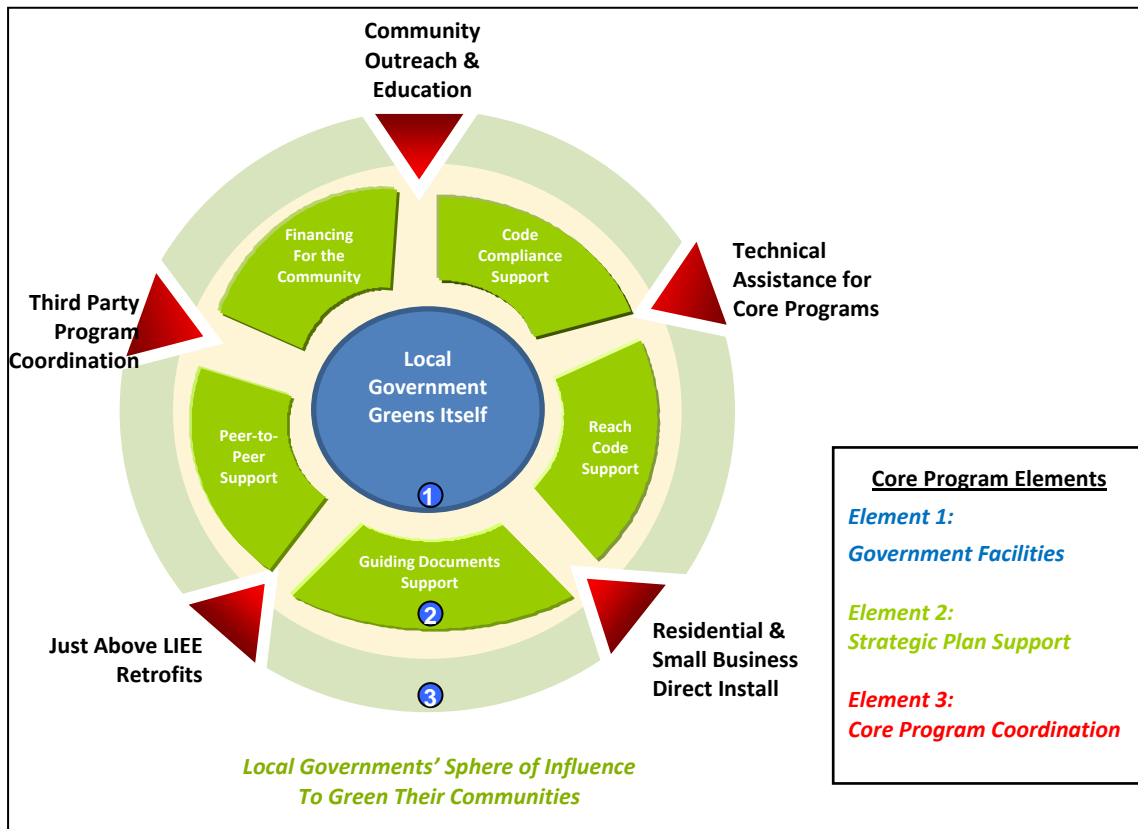 Community
Outreach &
Education
Financing
For the
Community
Code
Compliance
Support
Technical
Assistance for
Core Programs
Third Party
Program
Coordination
Local
Government
Greens Itself
1
Peer-to-
Peer
Support
Reach
Code
Support
Guiding Documents
Support
2
Just Above LIEE
Retrofits
Residential &
Small Business
Direct Install
3
Local Governments’ Sphere of Influence
To Green Their Communities
Core Program Elements
Element 1:
Government Facilities
Element 2:
Strategic Plan Support
Element 3:
Core Program Coordination